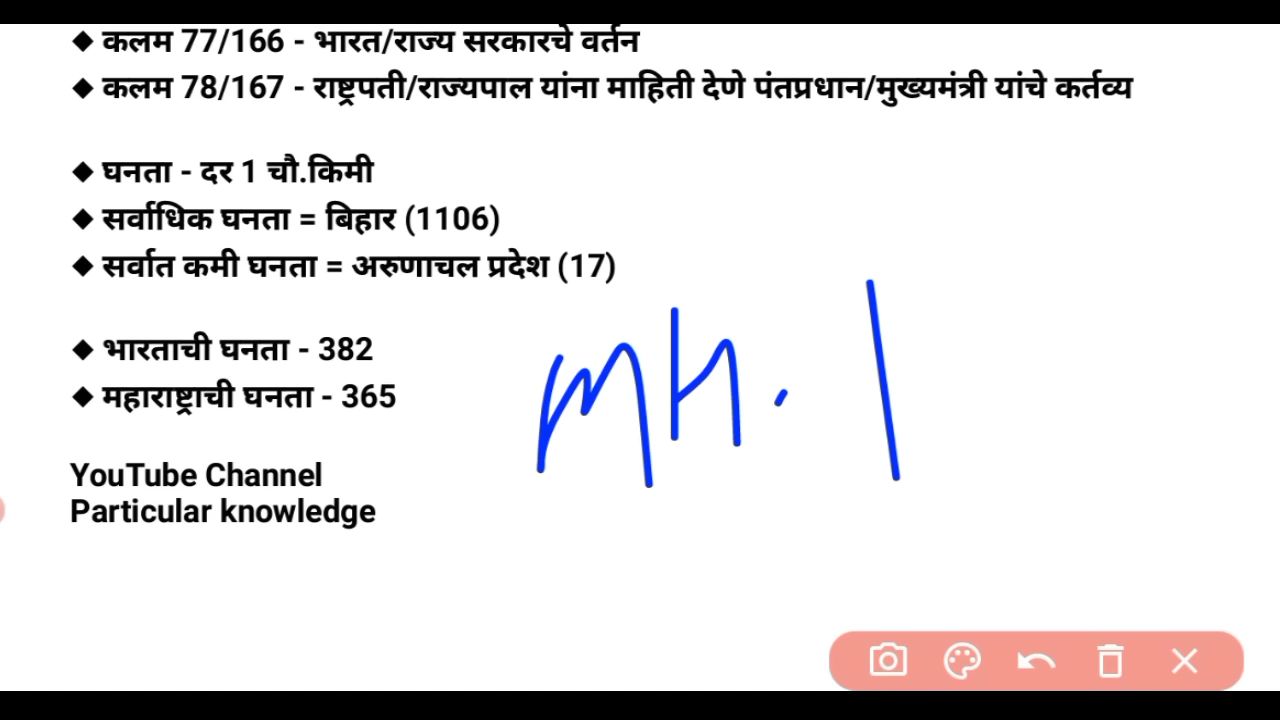 ◆ कलम 77/166 - भारत/राज्य सरकारचे वर्तन
◆ कलम 78/167 - राष्ट्रपती/राज्यपाल यांना माहिती देणे पंतप्रधान/मुख्यमंत्री यांचे कर्तव्य
◆ घनता - दर 1 चौ.किमी
◆ सर्वाधिक घनता = बिहार (1106)
◆ सर्वात कमी घनता = अरुणाचल प्रदेश (17)
◆ भारताची घनता - 382
◆ महाराष्ट्राची घनता - 365
MH. \
YouTube Channel
Particular knowledge